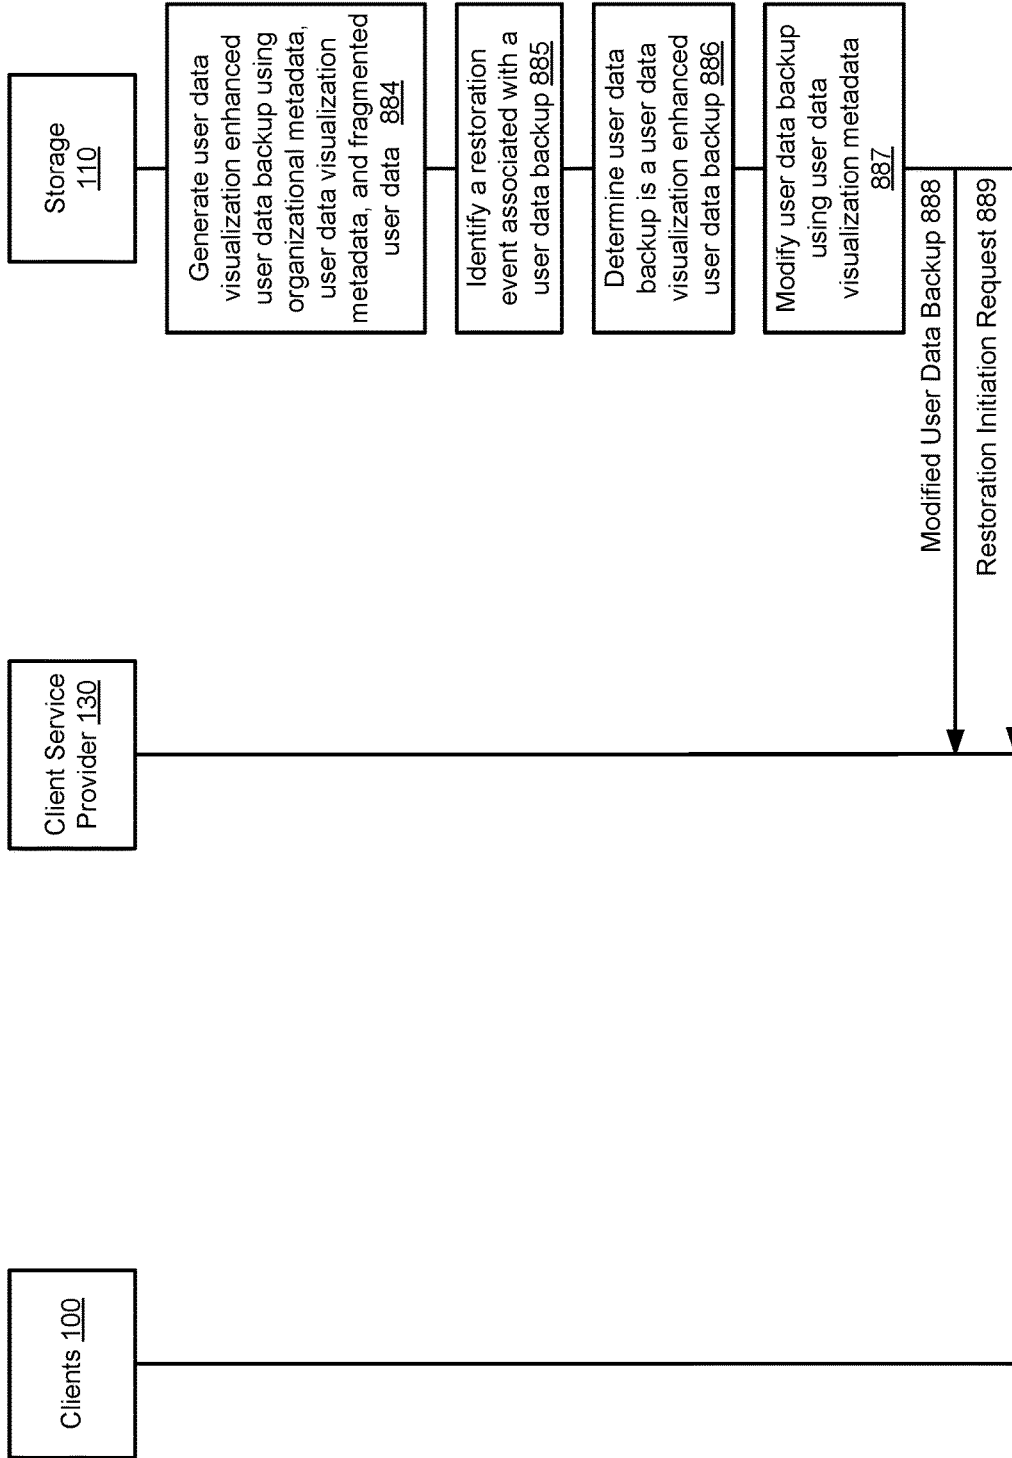 Clients 100
Client Service
Provider 130
Storage
110
Generate user data
visualization enhanced
user data backup using
organizational metadata,
user data visualization
metadata, and fragmented
user data 884
Identify a restoration
event associated with a
user data backup 885
Determine user data
backup is a user data
visualization enhanced
user data backup 886
Modify user data backup
using user data
visualization metadata
887
Modified User Data Backup 888
Restoration Initiation Request 889